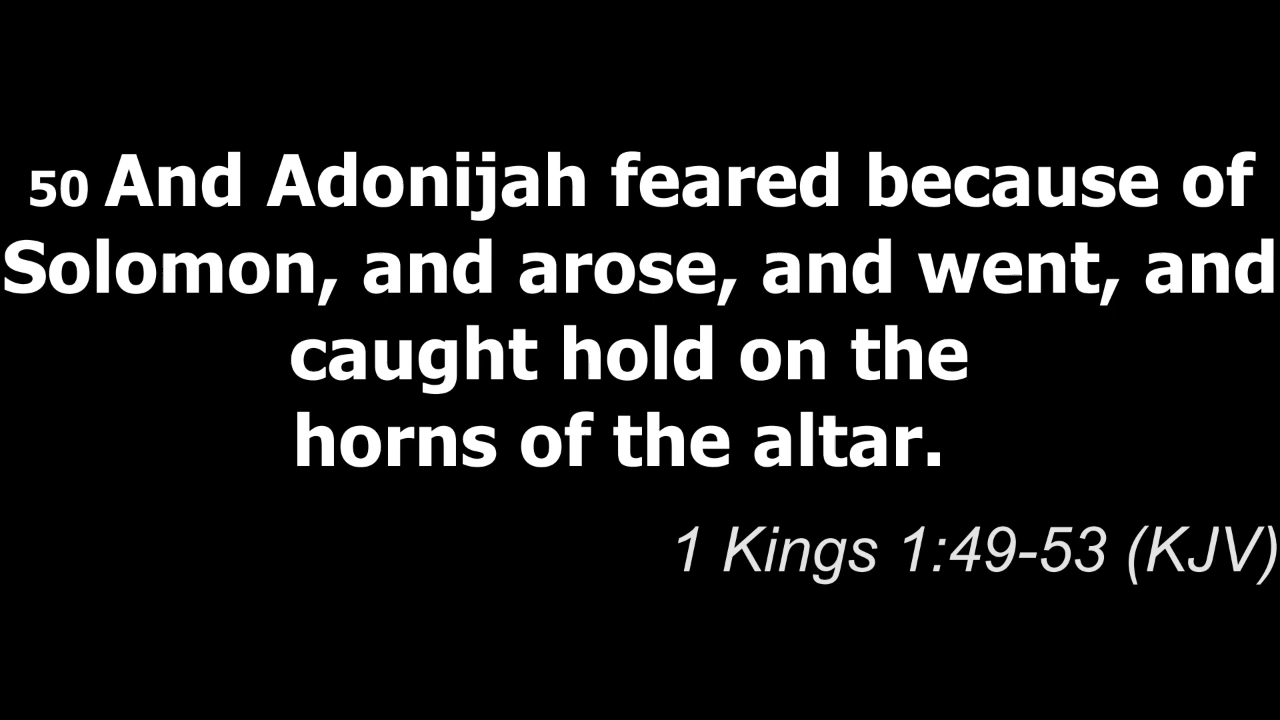 50 And Adonijah feared because of
Solomon, and arose, and went, and
caught hold on the
horns of the altar.
1 Kings 1:49-53 (KJV)